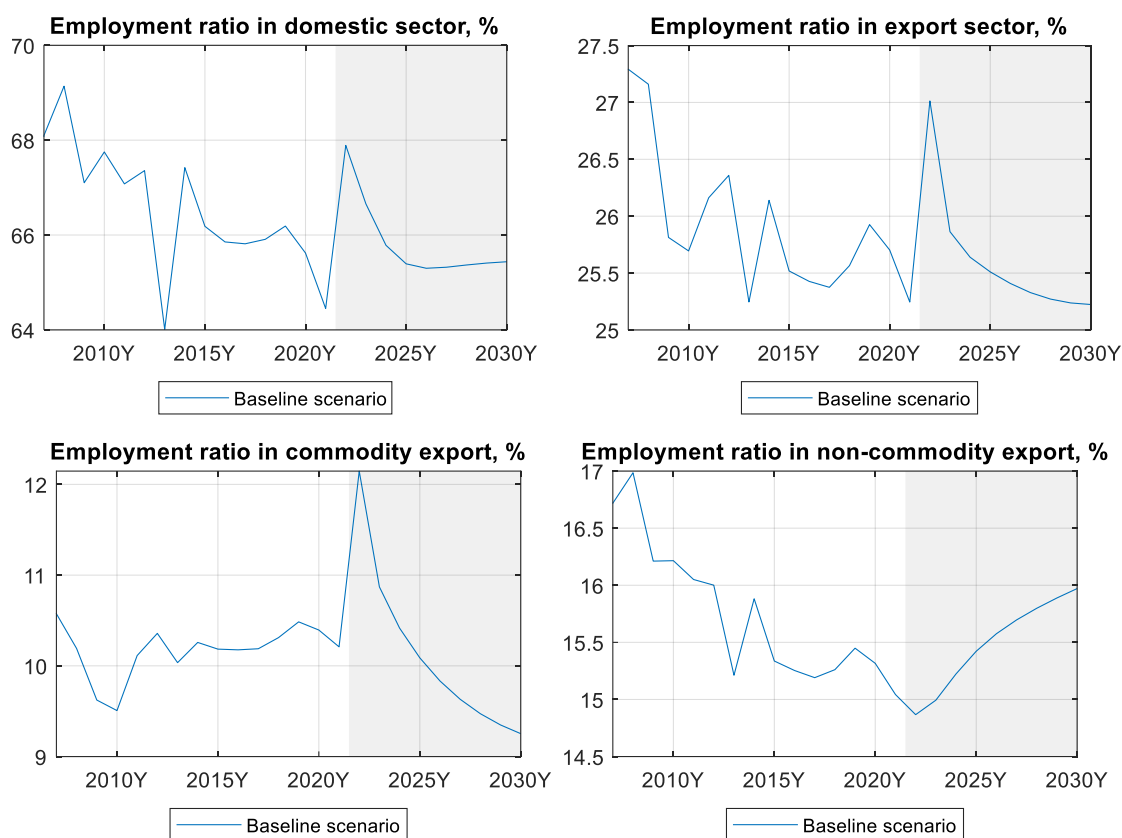 Employment ratio in domestic sector, %
70
68
66
64
2010Y 2015Y 2020Y 2025Y 2030Y
Baseline scenario
Employment ratio in export sector, %
27.5
27
26.5
26
25.5
25
2010Y 2015Y 2020Y 2025Y 2030Y
Baseline scenario
Employment ratio in commodity export, %
12
11
10
9
2010Y 2015Y 2020Y 2025Y 2030Y
Baseline scenario
Employment ratio in non-commodity export, %
17
16.5
16
15.5
15
14.5
2010Y 2015Y 2020Y 2025Y 2030Y
Baseline scenario